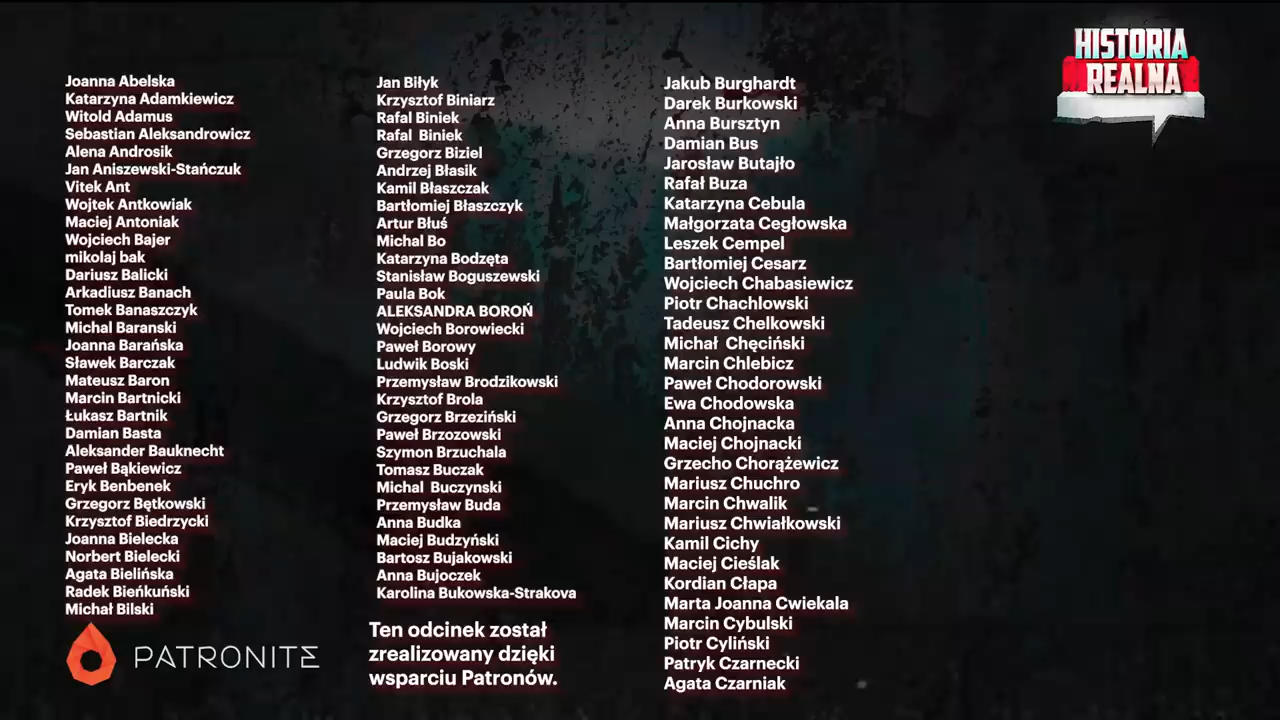 HISTORIA
REALNA
Joanna Abelska
Katarzyna Adamkiewicz
Witold Adamus
Sebastian Aleksandrowicz
Alena Androsik
Jan Aniszewski-Stańczuk
Vitek Ant
Wojtek Antkowiak
Maciej Antoniak
Wojciech Bajer
mikolaj bak
Dariusz Balicki
Arkadiusz Banach
Tomek Banaszczyk
Michal Baranski
Joanna Barańska
Sławek Barczak
Mateusz Baron
Marcin Bartnicki
Łukasz Bartnik
Damian Basta
Aleksander Bauknecht
Paweł Bąkiewicz
Eryk Benbenek
Grzegorz Bętkowski
Krzysztof Biedrzycki
Joanna Bielecka
Norbert Bielecki
Agata Bielińska
Radek Bieńkuński
Michał Bilski
Jan Biłyk
Krzysztof Biniarz
Rafal Biniek
Rafal  Biniek
Grzegorz Biziel
Andrzej Błasik
Kamil Błaszczak
Bartłomiej Błaszczyk
Artur Błuś
Michal Bo
Katarzyna Bodzęta
Stanisław Boguszewski
Paula Bok
ALEKSANDRA BOROŃ
Wojciech Borowiecki
Paweł Borowy
Ludwik Boski
Przemysław Brodzikowski
Krzysztof Brola
Grzegorz Brzeziński
Paweł Brzozowski
Szymon Brzuchala
Tomasz Buczak
Michal  Buczynski
Przemysław Buda
Anna Budka
Maciej Budzyński
Bartosz Bujakowski
Anna Bujoczek
Karolina Bukowska-Strakova
Jakub Burghardt
Darek Burkowski
Anna Bursztyn
Damian Bus
Jarosław Butajło
Rafał Buza
Katarzyna Cebula
Małgorzata Cegłowska
Leszek Cempel
Bartłomiej Cesarz
Wojciech Chabasiewicz
Piotr Chachlowski
Tadeusz Chelkowski
Michał  Chęciński
Marcin Chlebicz
Paweł Chodorowski
Ewa Chodowska
Anna Chojnacka
Maciej Chojnacki
Grzecho Chorążewicz
Mariusz Chuchro
Marcin Chwalik
Mariusz Chwiałkowski
Kamil Cichy
Maciej Cieślak
Kordian Cłapa
Marta Joanna Cwiekala
Marcin Cybulski
Piotr Cyliński
Patryk Czarnecki
Agata Czarniak
PATRONITE
Ten odcinek został
zrealizowany dzięki
wsparciu Patronów.